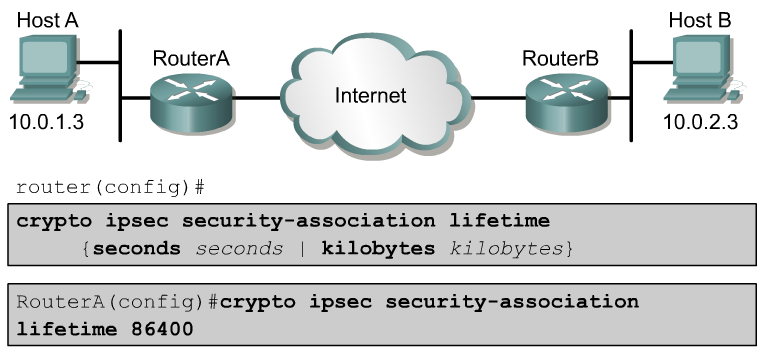 Host A
Host B
RouterA
RouterB
Internet
10.0.1.3
10.0.2.3
router(config)#
crypto ipsec security-association lifetime
{seconds seconds | kilobytes kilobytes}
RouterA(config)#crypto ipsec security-association
lifetime 86400